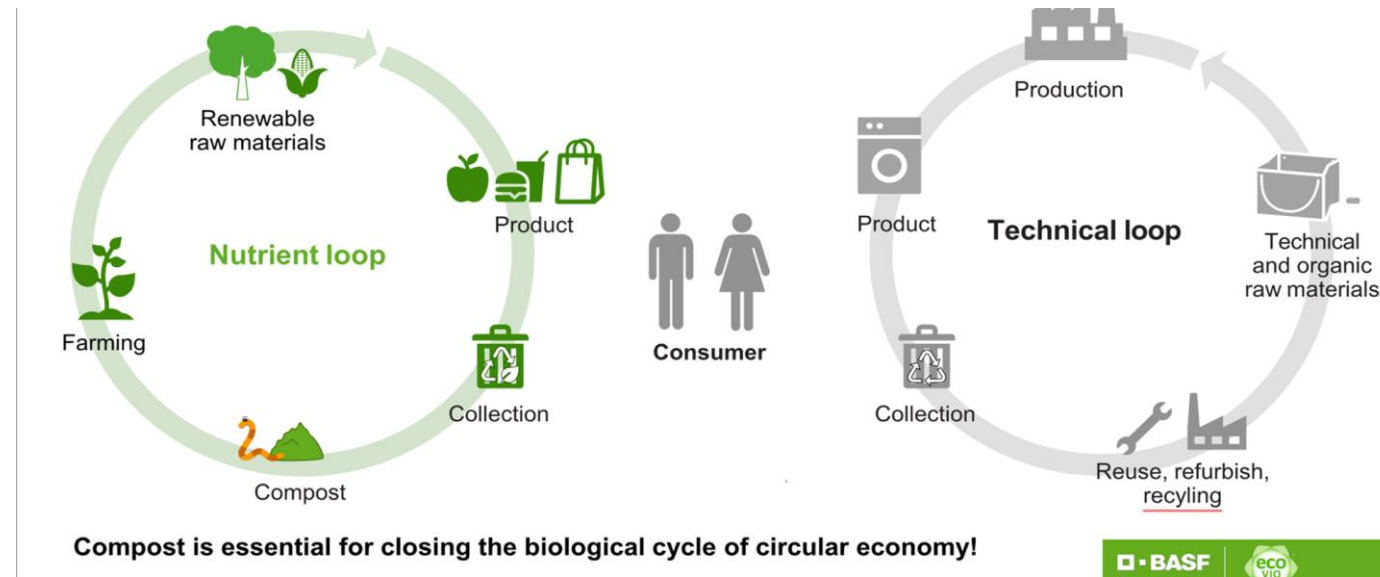 Renewable
raw materials
Product
Nutrient loop
Farming
Collection
Compost
Consumer
Production
Product
Technical loop
Technical
and organic
raw materials
Collection
Reuse, refurbish,
recyling
Compost is essential for closing the biological cycle of circular economy!
BASF
eco
vio